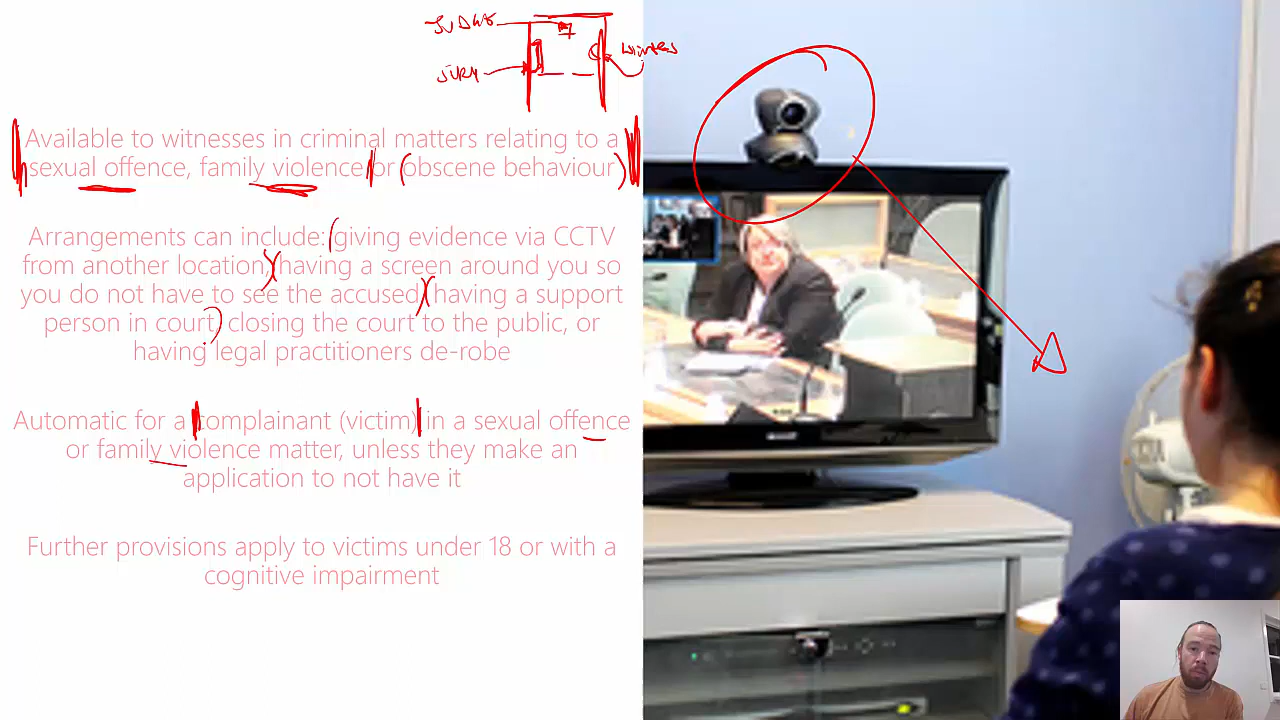 JUDGE
WITNESS
JURY
Available to witnesses in criminal matters relating to a
sexual offence, family violence or (obscene behaviour)
Arrangements can include: giving evidence via CCTV
from another location, having a screen around you so
you do not have to see the accused, having a support
person in court, closing the court to the public, or
having legal practitioners de-robe
Automatic for a complainant (victim) in a sexual offence
or family violence matter, unless they make an
application to not have it
Further provisions apply to victims under 18 or with a
cognitive impairment